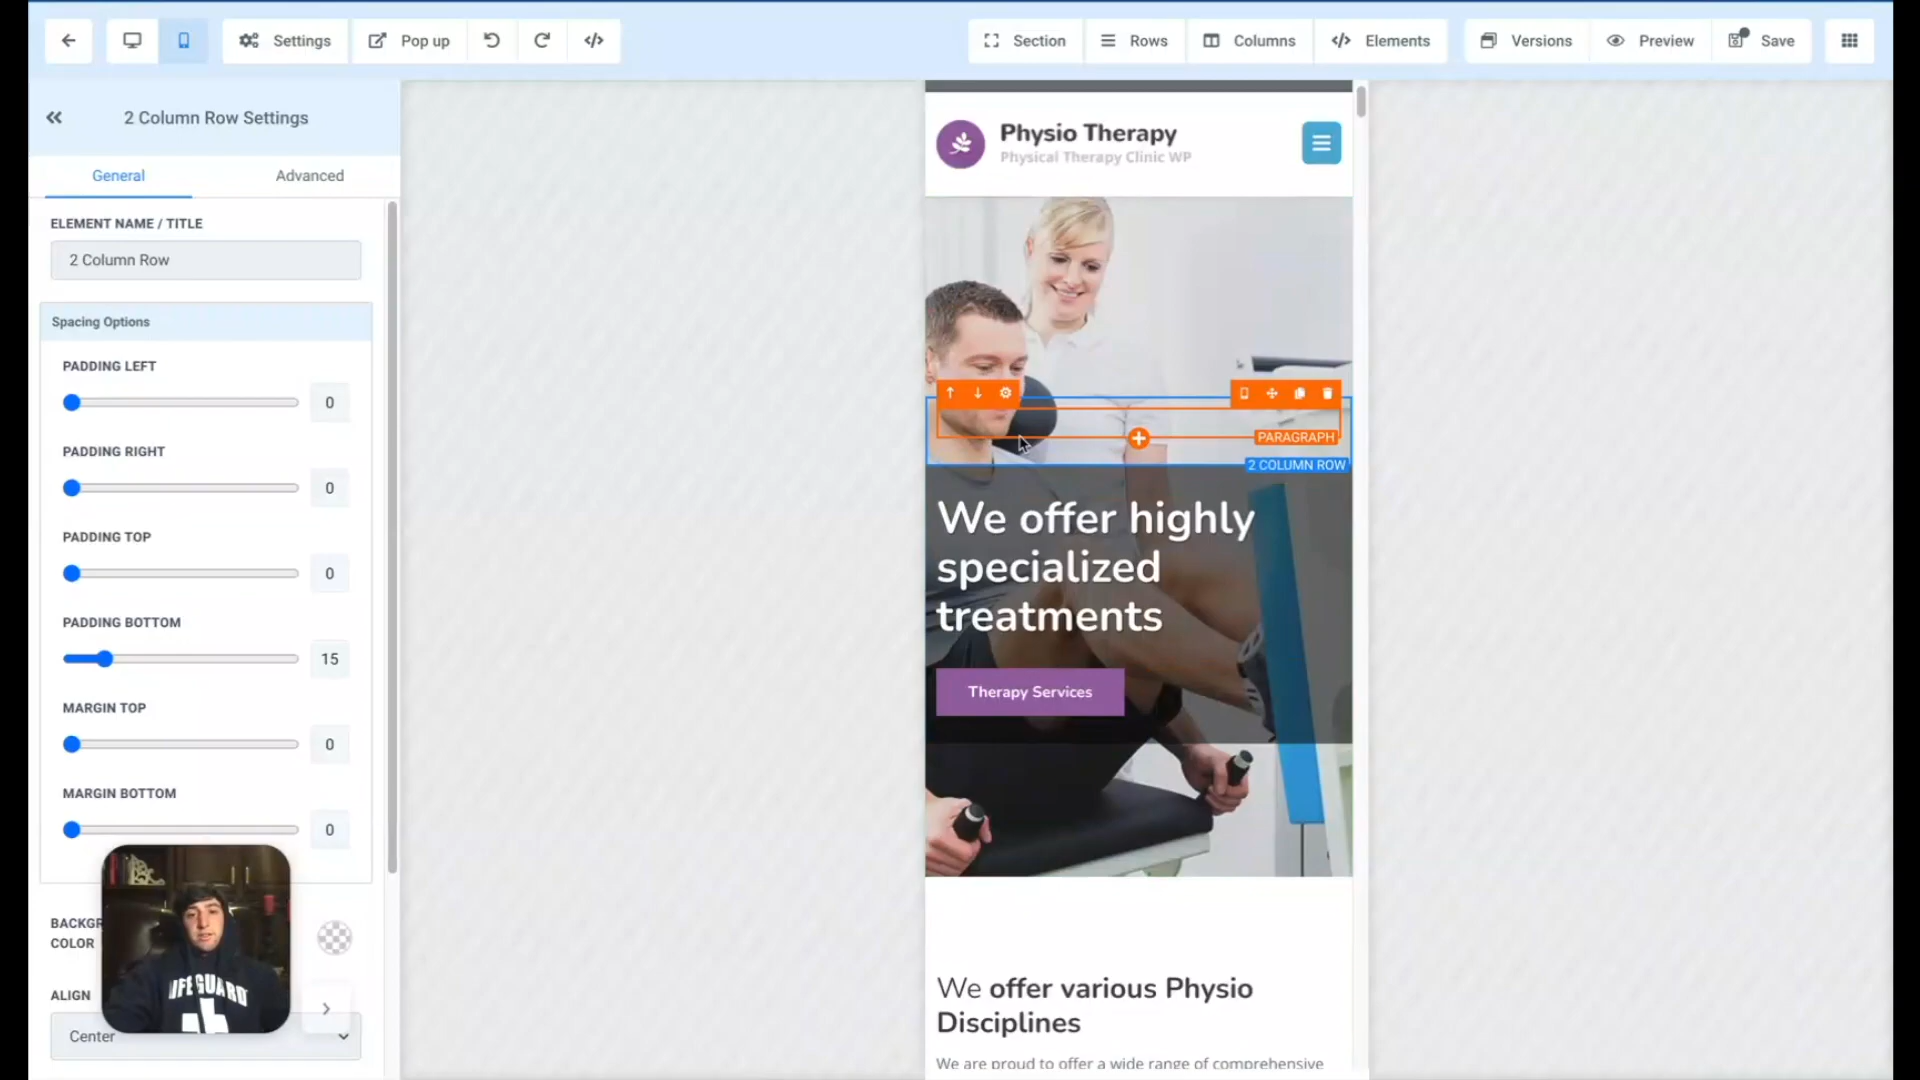 Settings
Pop up
Section
Rows
Columns
Elements
Versions
Preview
Save
2 Column Row Settings
General
Advanced
ELEMENT NAME / TITLE
2 Column Row
Spacing Options
PADDING LEFT
0
PADDING RIGHT
0
PADDING TOP
0
PADDING BOTTOM
15
MARGIN TOP
0
MARGIN BOTTOM
0
COLOR
ALIGN
Center
Physio Therapy
Physical Therapy Clinic WP
PARAGRAPH
2 COLUMN ROW
We offer highly
specialized
treatments
Therapy Services
We offer various Physio
Disciplines
We are proud to offer a wide range of comprehensive